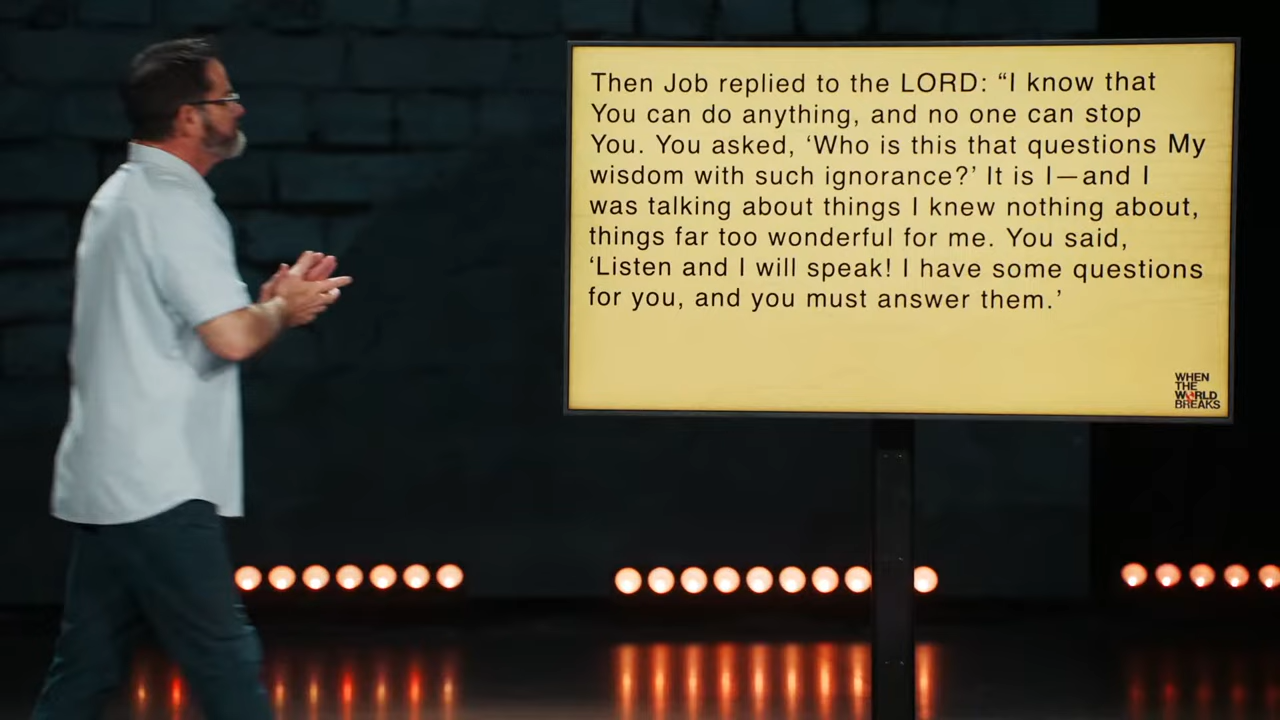 Then Job replied to the LORD: “I know that
You can do anything, and no one can stop
You. You asked, ‘Who is this that questions My
wisdom with such ignorance?’ It is I—and I
was talking about things I knew nothing about,
things far too wonderful for me. You said,
‘Listen and I will speak! I have some questions
for you, and you must answer them.’
WHEN
THE
WORLD
BREAKS